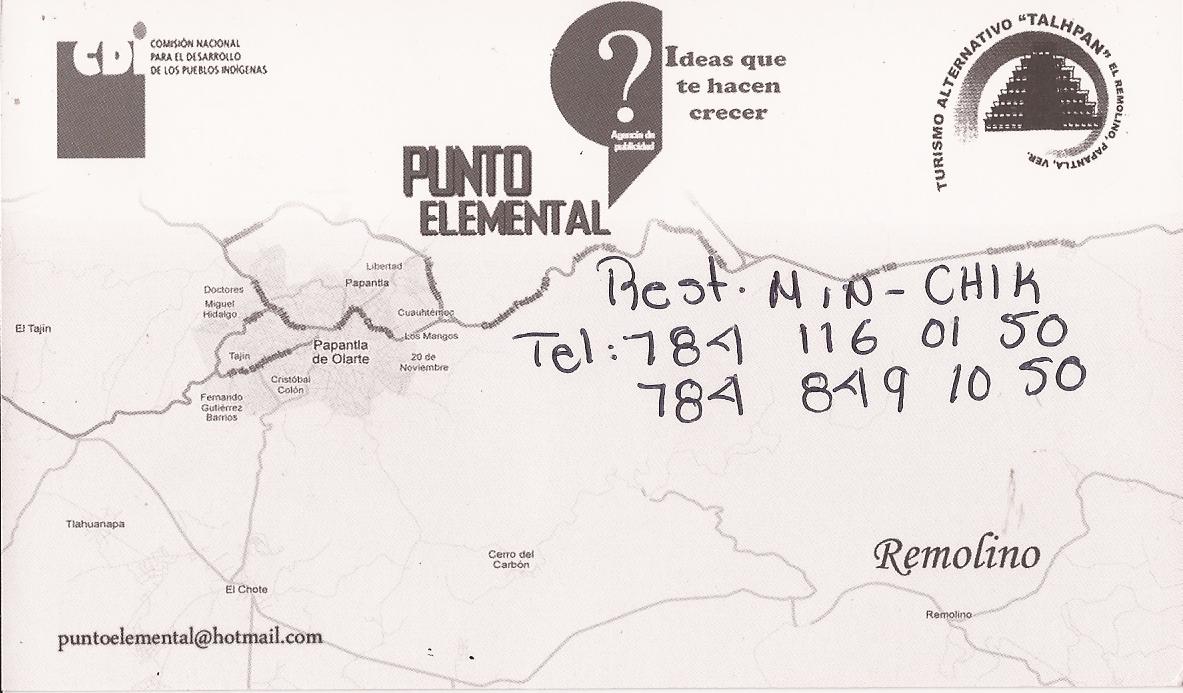 CDI
COMISIÓN NACIONAL
PARA EL DESARROLLO
DE LOS PUEBLOS INDÍGENAS
?
Ideas que
te hacen
crecer
Agencia de
publicidad
PUNTO
ELEMENTAL
TURISMO ALTERNATIVO "TALHPAN" EL REMOLINO, PAPANTLA, VER.
Rest. MIN-CHIK
Tel: 784 116 01 50
784 849 10 50
Libertad
Papantla
Doctores
Miguel
Hidalgo
Cuauhtémoc
El Tajín
Los Mangos
Papantla
de Olarte
Tajín
20 de
Noviembre
Cristóbal
Colón
Fernando
Gutiérrez
Barrios
Tlahuanapa
Cerro del
Carbón
Remolino
El Chote
Remolino
puntoelemental@hotmail.com